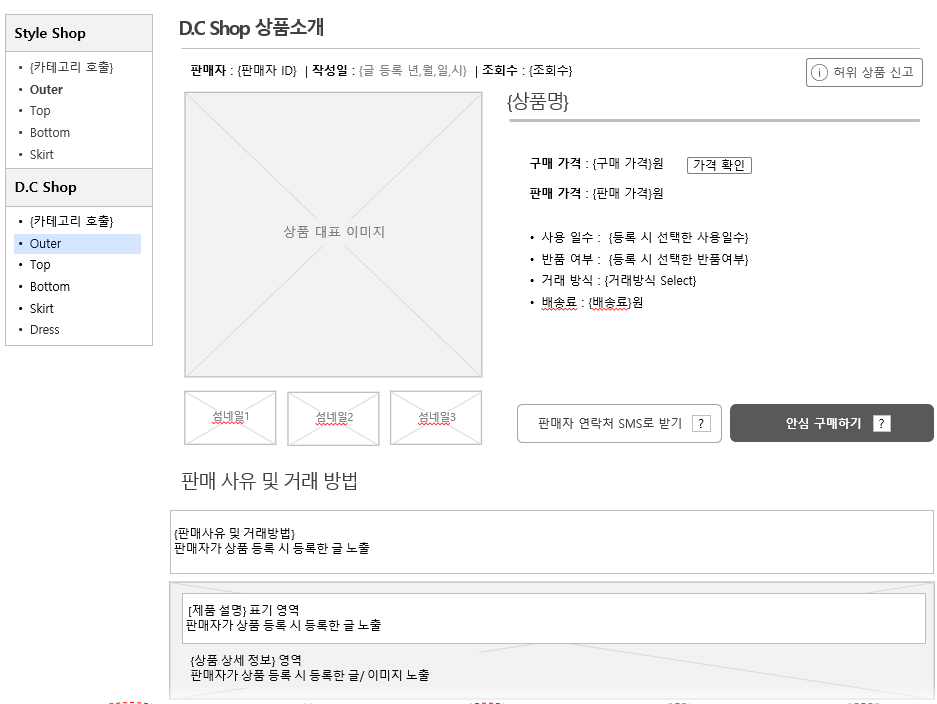 Style Shop
• {카테고리 호출}
• Outer
• Top
• Bottom
• Skirt
D.C Shop
• {카테고리 호출}
• Outer
• Top
• Bottom
• Skirt
• Dress
D.C Shop 상품소개
판매자 : {판매자 ID} | 작성일 : {글 등록 년,월,일,시} | 조회수 : {조회수}
허위 상품 신고
{상품명}
상품 대표 이미지
구매 가격 : {구매 가격}원 가격 확인
판매 가격 : {판매 가격}원
• 사용 일수 : {등록 시 선택한 사용일수}
• 반품 여부 : {등록 시 선택한 반품여부}
• 거래 방식 : {거래방식 Select}
• 배송료 : {배송료}원
섬네일1 섬네일2 섬네일3
판매자 연락처 SMS로 받기 ?
안심 구매하기 ?
판매 사유 및 거래 방법
{판매사유 및 거래방법}
판매자가 상품 등록 시 등록한 글 노출
[제품 설명} 표기 영역
판매자가 상품 등록 시 등록한 글 노출
{상품 상세 정보} 영역
판매자가 상품 등록 시 등록한 글/ 이미지 노출